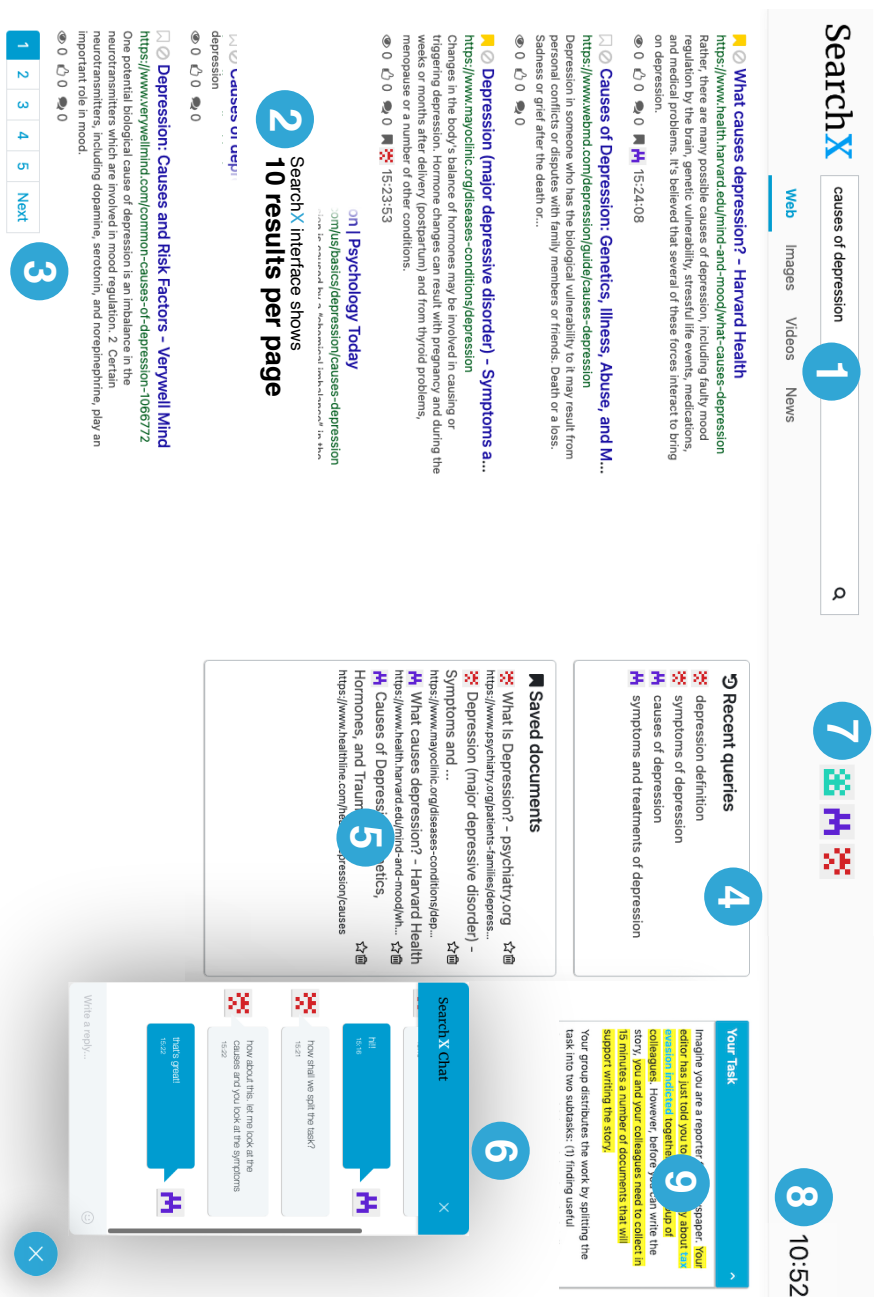 SearchX
causes of depression
1
7
8
10:52
Web Images Videos News
What causes depression? - Harvard Health
https://www.health.harvard.edu/mind-and-mood/what-causes-depression
Rather, there are many possible causes of depression, including faulty mood
regulation by the brain, genetic vulnerability, stressful life events, medications,
and medical problems. It's believed that several of these forces interact to bring
on depression.
0 0 0 15:24:08
Causes of Depression: Genetics, Illness, Abuse, and M...
https://www.webmd.com/depression/guide/causes-depression
Depression in someone who has the biological vulnerability to it may result from
personal conflicts or disputes with family members or friends. Death or a loss.
Sadness or grief after the death or...
0 0 0
Depression (major depressive disorder) - Symptoms a...
https://www.mayoclinic.org/diseases-conditions/depression
Changes in the body's balance of hormones may be involved in causing or
triggering depression. Hormone changes can result with pregnancy and during the
weeks or months after delivery (postpartum) and from thyroid problems,
menopause or a number of other conditions.
0 0 0 15:23:53
on | Psychology Today
om/us/basics/depression/causes-depression
ion is caused by a "chemical imbalance" in the
2
SearchX interface shows
10 results per page
Causes of depr
depression
0 0 0
Depression: Causes and Risk Factors - Verywell Mind
https://www.verywellmind.com/common-causes-of-depression-1066772
One potential biological cause of depression is an imbalance in the
neurotransmitters which are involved in mood regulation. 2 Certain
neurotransmitters, including dopamine, serotonin, and norepinephrine, play an
important role in mood.
0 0 0
1 2 3 4 5 Next
3
Recent queries
4
depression definition
symptoms of depression
causes of depression
symptoms and treatments of depression
Saved documents
What Is Depression? - psychiatry.org
https://www.psychiatry.org/patients-families/depress...
Depression (major depressive disorder) -
Symptoms and ...
https://www.mayoclinic.org/diseases-conditions/dep...
What causes depression? - Harvard Health
https://www.health.harvard.edu/mind-and-mood/wh...
Causes of Depressi netics,
Hormones, and Traum
https://www.healthline.com/he pression/causes
5
Your Task
Imagine you are a reporter spaper. Your
editor has just told you to y about tax
evasion indicted togethe up of
colleagues. However, before you can write the
story, you and your colleagues need to collect in
15 minutes a number of documents that will
support writing the story.
Your group distributes the work by splitting the
task into two subtasks: (1) finding useful
9
6
SearchX Chat
hi!!
15:16
how shall we split the task?
15:21
how about this. let me look at the
causes and you look at the symptoms
15:22
that's great!
15:22
Write a reply...